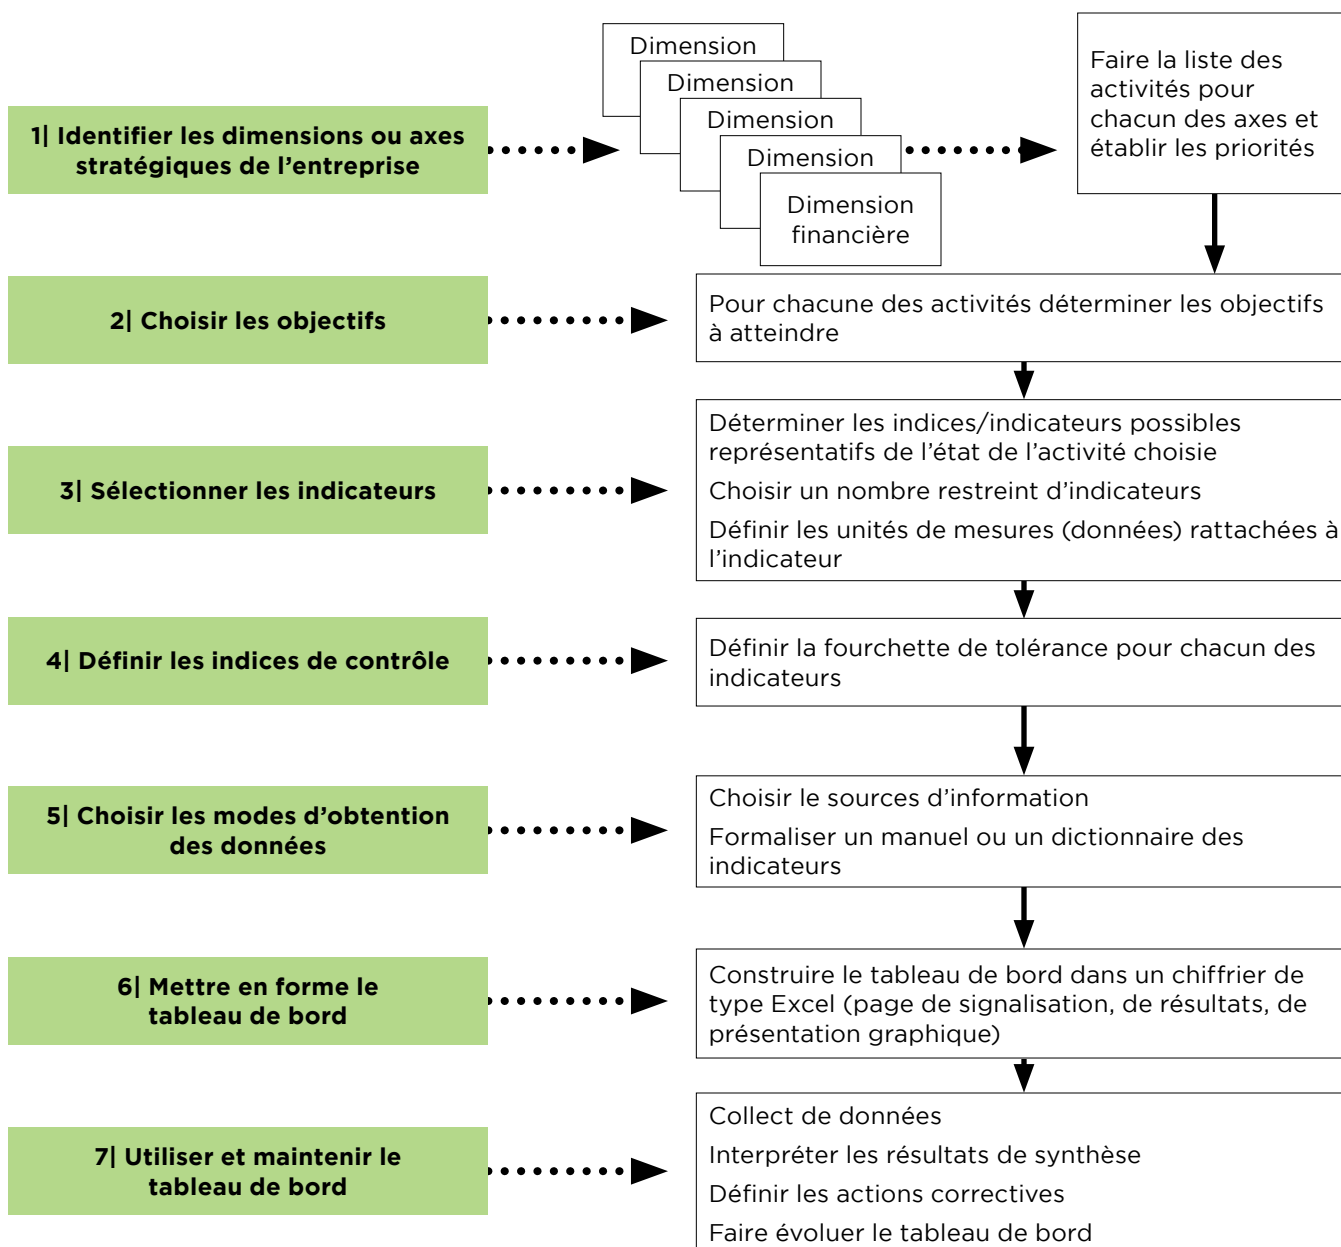 1| Identifier les dimensions ou axes
stratégiques de l’entreprise
Dimension
Dimension
Dimension
Dimension
Dimension
financière
Faire la liste des
activités pour
chacun des axes et
établir les priorités
2| Choisir les objectifs
Pour chacune des activités déterminer les objectifs
à atteindre
3| Sélectionner les indicateurs
Déterminer les indices/indicateurs possibles
représentatifs de l’état de l’activité choisie
Choisir un nombre restreint d’indicateurs
Définir les unités de mesures (données) rattachées à
l’indicateur
4| Définir les indices de contrôle
Définir la fourchette de tolérance pour chacun des
indicateurs
5| Choisir les modes d’obtention
des données
Choisir le sources d’information
Formaliser un manuel ou un dictionnaire des
indicateurs
6| Mettre en forme le
tableau de bord
Construire le tableau de bord dans un chiffrier de
type Excel (page de signalisation, de résultats, de
présentation graphique)
7| Utiliser et maintenir le
tableau de bord
Collect de données
Interpréter les résultats de synthèse
Définir les actions correctives
Faire évoluer le tableau de bord